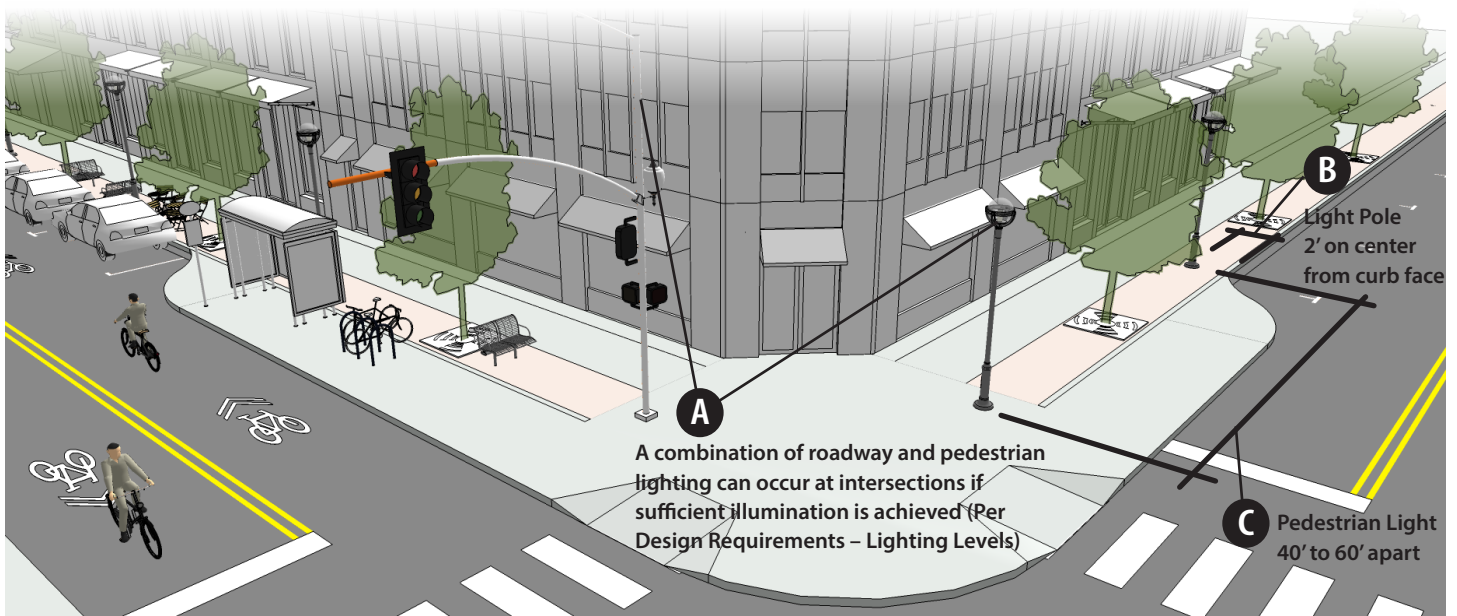 B
Light Pole
2’ on center
from curb face
A
A combination of roadway and pedestrian
lighting can occur at intersections if
sufficient illumination is achieved (Per
Design Requirements – Lighting Levels)
C
Pedestrian Light
40’ to 60’ apart